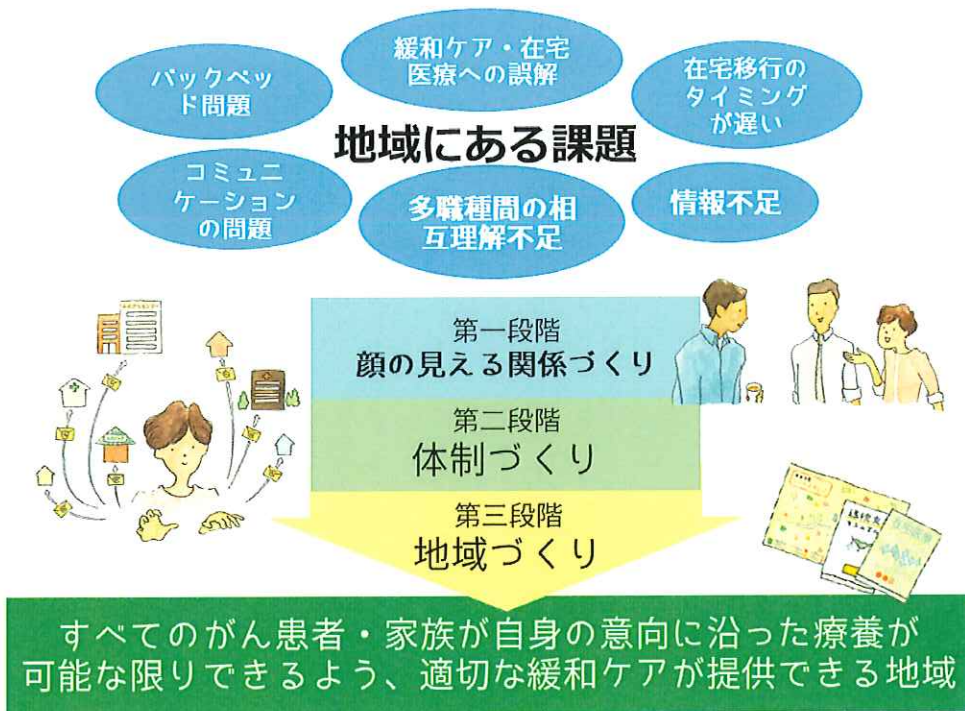 バックベッ
ド問題
緩和ケア・在宅
医療への誤解
在宅移行の
タイミング
が遅い
地域にある課題
コミュニ
ケーション
の問題
多職種間の相
互理解不足
情報不足
第一段階
顔の見える関係づくり
第二段階
体制づくり
第三段階
地域づくり
すべてのがん患者・家族が自身の意向に沿った療養が
可能な限りできるよう、適切な緩和ケアが提供できる地域